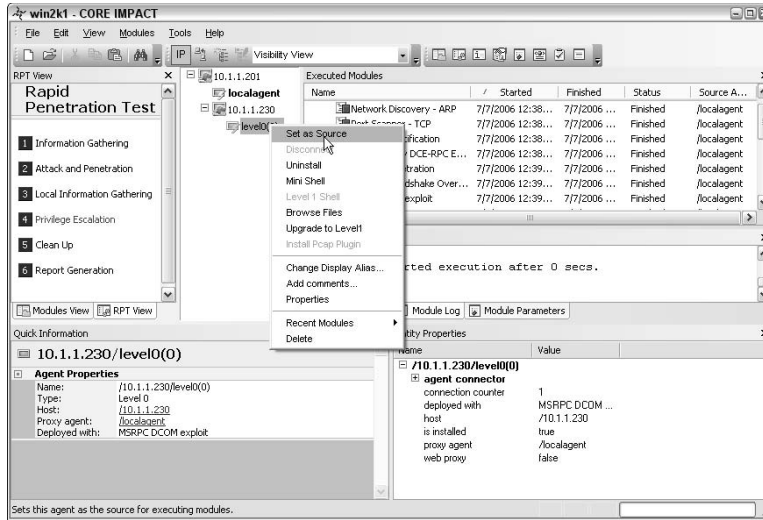 win2k1 - CORE IMPACT
File Edit View Modules Tools Help
IP Visibility View
RPT View
Rapid Penetration Test
1 Information Gathering
2 Attack and Penetration
3 Local Information Gathering
4 Privilege Escalation
5 Clean Up
6 Report Generation
Modules View RPT View
10.1.1.201
localagent
10.1.1.230
level0(
Set as Source
Disconnect
Uninstall
Mini Shell
Level 1 Shell
Browse Files
Upgrade to Level1
Install Pcap Plugin
Change Display Alias...
Add comments...
Properties
Recent Modules
Delete
Executed Modules
Name / Started Finished Status Source A...
Network Discovery - ARP 7/7/2006 12:38... 7/7/2006 ... Finished /localagent
Port Scanner - TCP 7/7/2006 12:38... 7/7/2006 ... Finished /localagent
tification 7/7/2006 12:38... 7/7/2006 ... Finished /localagent
DCE-RPC E... 7/7/2006 12:38... 7/7/2006 ... Finished /localagent
tration 7/7/2006 12:39... 7/7/2006 ... Finished /localagent
dshake Over... 7/7/2006 12:39... 7/7/2006 ... Finished /localagent
exploit 7/7/2006 12:39... 7/7/2006 ... Finished /localagent
rted execution after 0 secs.
Module Log Module Parameters
Quick Information
10.1.1.230/level0(0)
Agent Properties
Name: /10.1.1.230/level0(0)
Type: Level 0
Host: /10.1.1.230
Proxy agent: /localagent
Deployed with: MSRPC DCOM exploit
tity Properties
Name Value
/10.1.1.230/level0(0)
agent connector
connection counter 1
deployed with MSRPC DCOM ...
host /10.1.1.230
is installed true
proxy agent /localagent
web proxy false
Sets this agent as the source for executing modules.